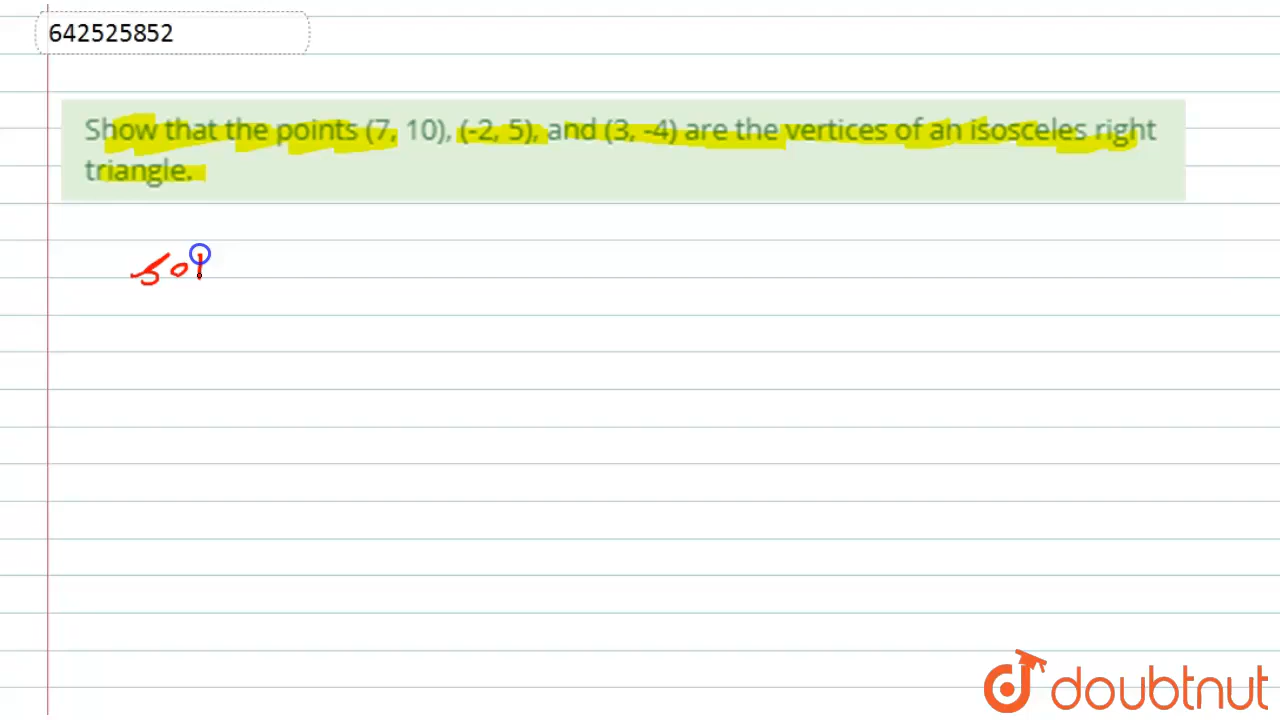 642525852
Show that the points (7, 10), (-2, 5), and (3, -4) are the vertices of an isosceles right
triangle.
sol
doubtnut